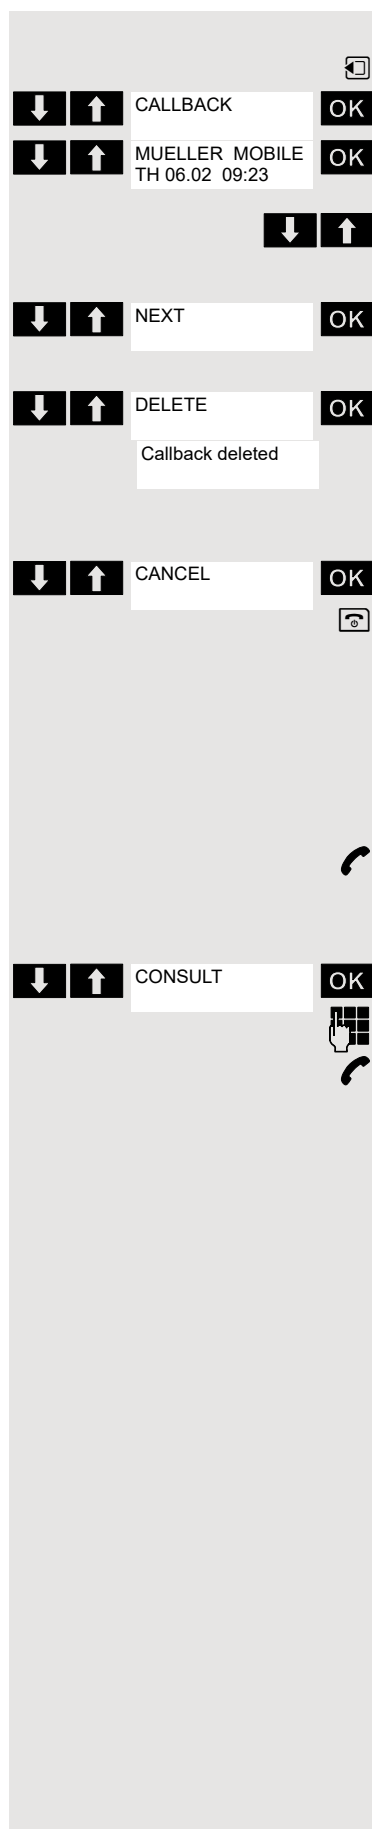 CALLBACK OK
MUELLER MOBILE OK
TH 06.02 09:23
NEXT OK
DELETE OK
Callback deleted
CANCEL OK
CONSULT OK